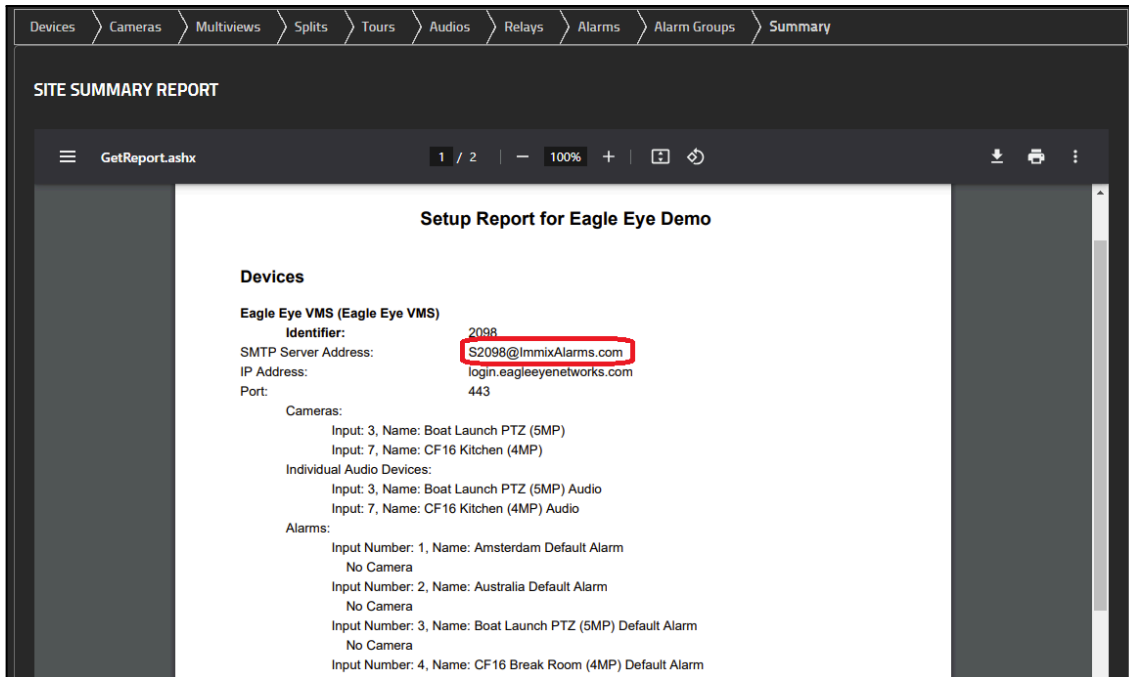 Devices Cameras Multiviews Splits Tours Audios Relays Alarms Alarm Groups Summary
SITE SUMMARY REPORT
GetReport.ashx 1 / 2 100%
Setup Report for Eagle Eye Demo
Devices
Eagle Eye VMS (Eagle Eye VMS)
Identifier: 2098
SMTP Server Address: S2098@ImmixAlarms.com
IP Address: login.eagleeyenetworks.com
Port: 443
Cameras:
Input: 3, Name: Boat Launch PTZ (5MP)
Input: 7, Name: CF16 Kitchen (4MP)
Individual Audio Devices:
Input: 3, Name: Boat Launch PTZ (5MP) Audio
Input: 7, Name: CF16 Kitchen (4MP) Audio
Alarms:
Input Number: 1, Name: Amsterdam Default Alarm
No Camera
Input Number: 2, Name: Australia Default Alarm
No Camera
Input Number: 3, Name: Boat Launch PTZ (5MP) Default Alarm
No Camera
Input Number: 4, Name: CF16 Break Room (4MP) Default Alarm